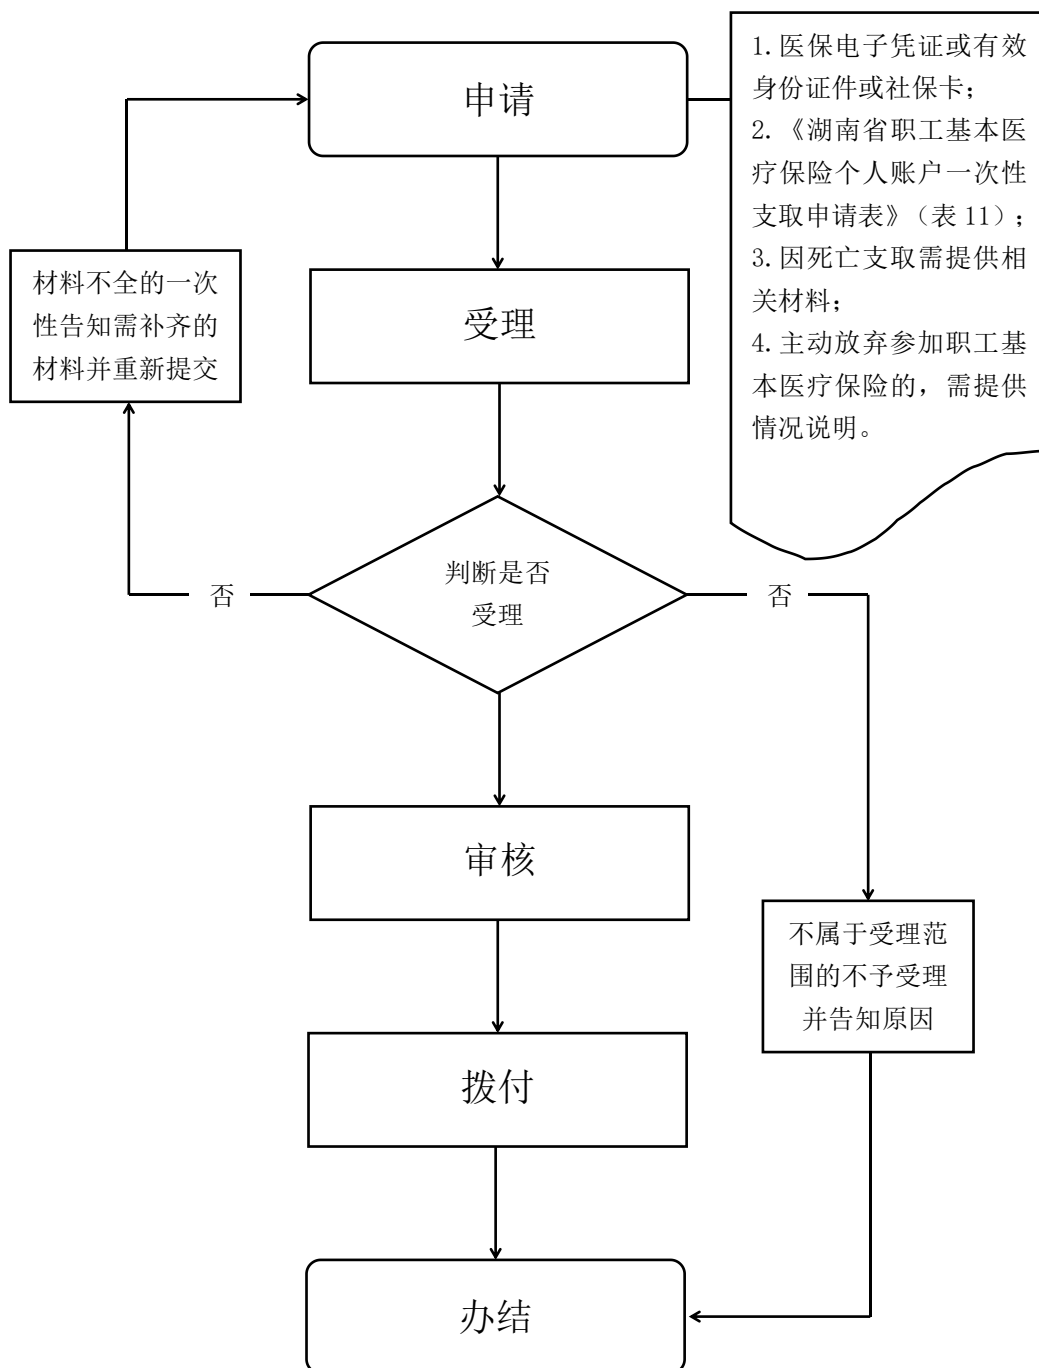 申请
1.医保电子凭证或有效
身份证件或社保卡；
2.《湖南省职工基本医
疗保险个人账户一次性
支取申请表》（表 11）；
3.因死亡支取需提供相
关材料；
4.主动放弃参加职工基
本医疗保险的，需提供
情况说明。
材料不全的一次
性告知需补齐的
材料并重新提交
受理
判断是否
受理
否
否
审核
不属于受理范
围的不予受理
并告知原因
拨付
办结